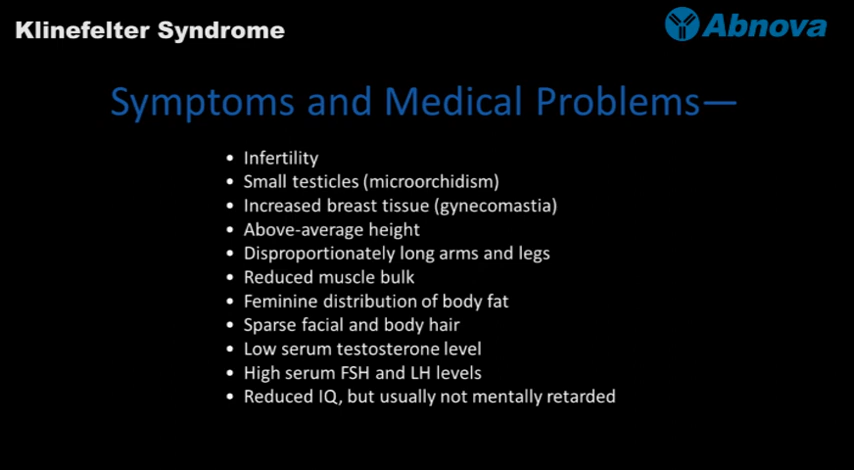 Klinefelter Syndrome
Abnova
Symptoms and Medical Problems—
• Infertility
• Small testicles (microorchidism)
• Increased breast tissue (gynecomastia)
• Above-average height
• Disproportionately long arms and legs
• Reduced muscle bulk
• Feminine distribution of body fat
• Sparse facial and body hair
• Low serum testosterone level
• High serum FSH and LH levels
• Reduced IQ, but usually not mentally retarded